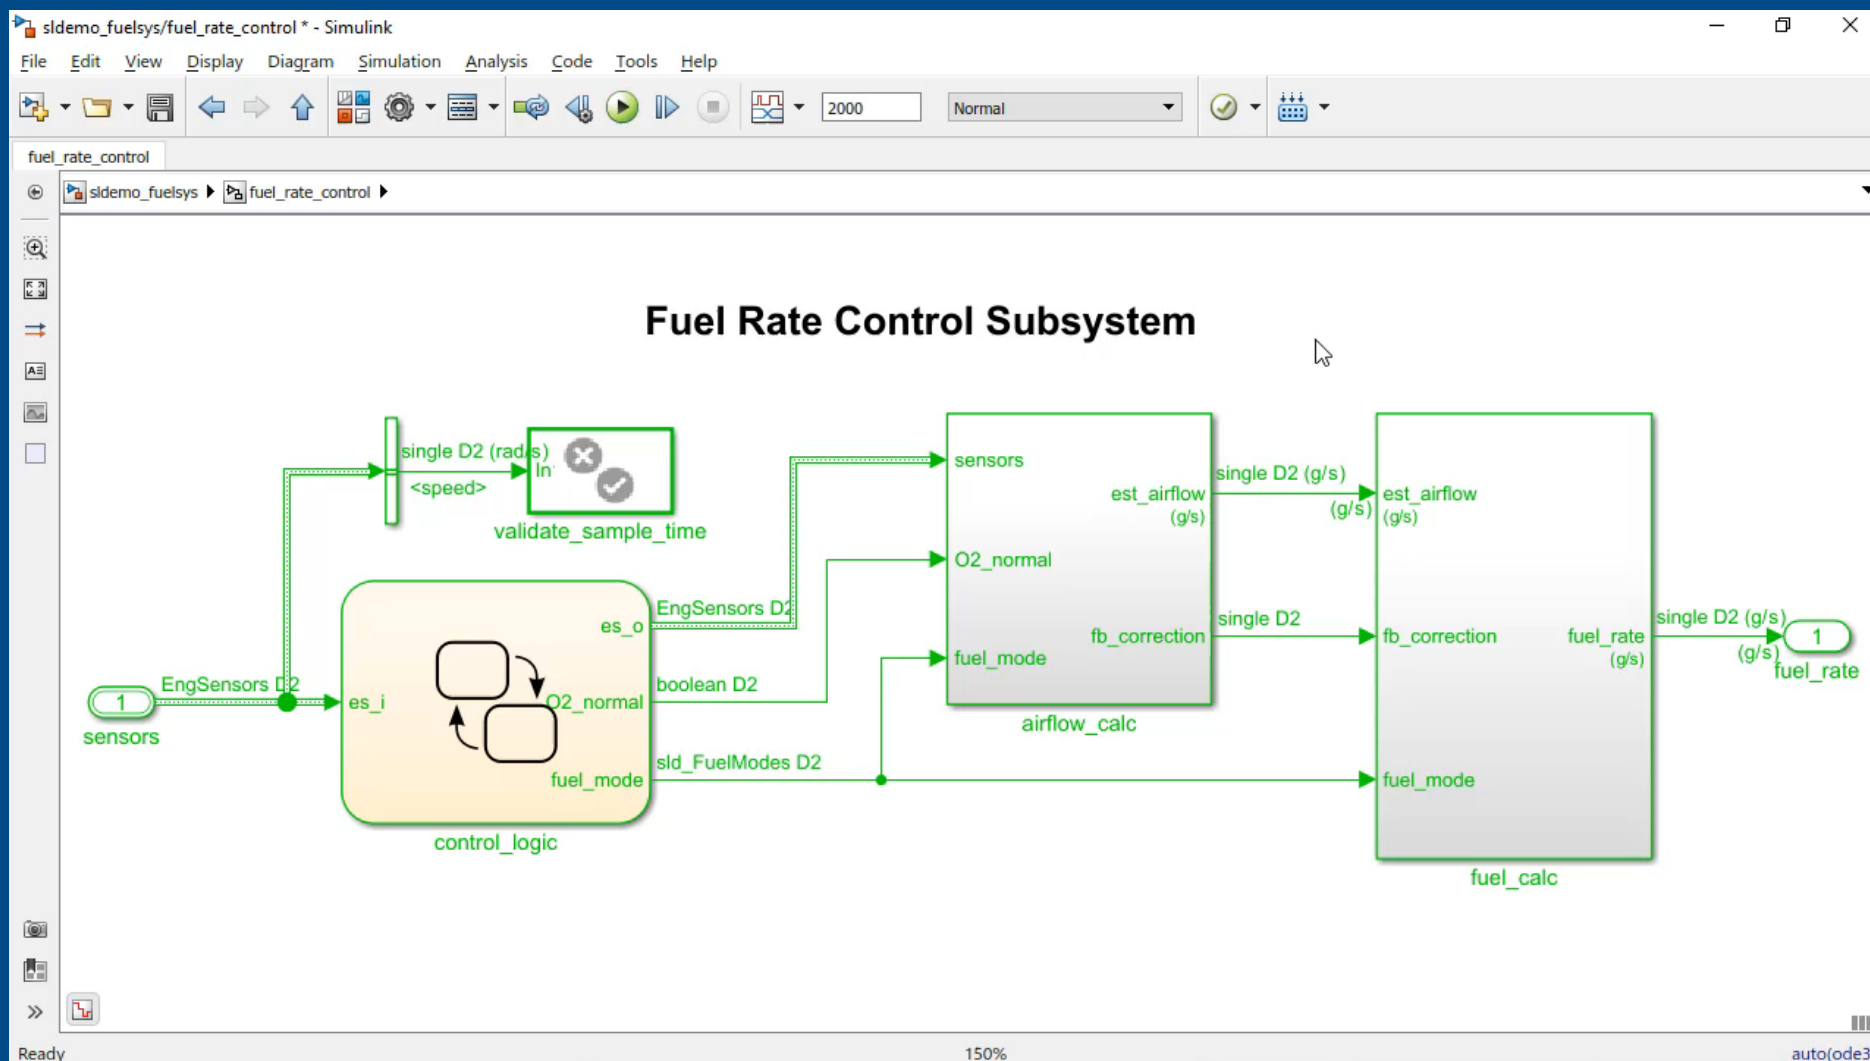 sldemo_fuelsys/fuel_rate_control * - Simulink
File Edit View Display Diagram Simulation Analysis Code Tools Help
2000 Normal
fuel_rate_control
sldemo_fuelsys fuel_rate_control
Fuel Rate Control Subsystem
single D2 (rad/s)
<speed>
validate_sample_time
EngSensors D2
1
sensors
es_i
es_o
O2_normal
fuel_mode
control_logic
EngSensors D2
boolean D2
sld_FuelModes D2
sensors
O2_normal
fuel_mode
est_airflow
(g/s)
fb_correction
airflow_calc
single D2 (g/s)
(g/s)
single D2
est_airflow
(g/s)
fb_correction
fuel_mode
fuel_rate
(g/s)
fuel_calc
single D2 (g/s)
(g/s)
1
fuel_rate
Ready 150% auto(ode3